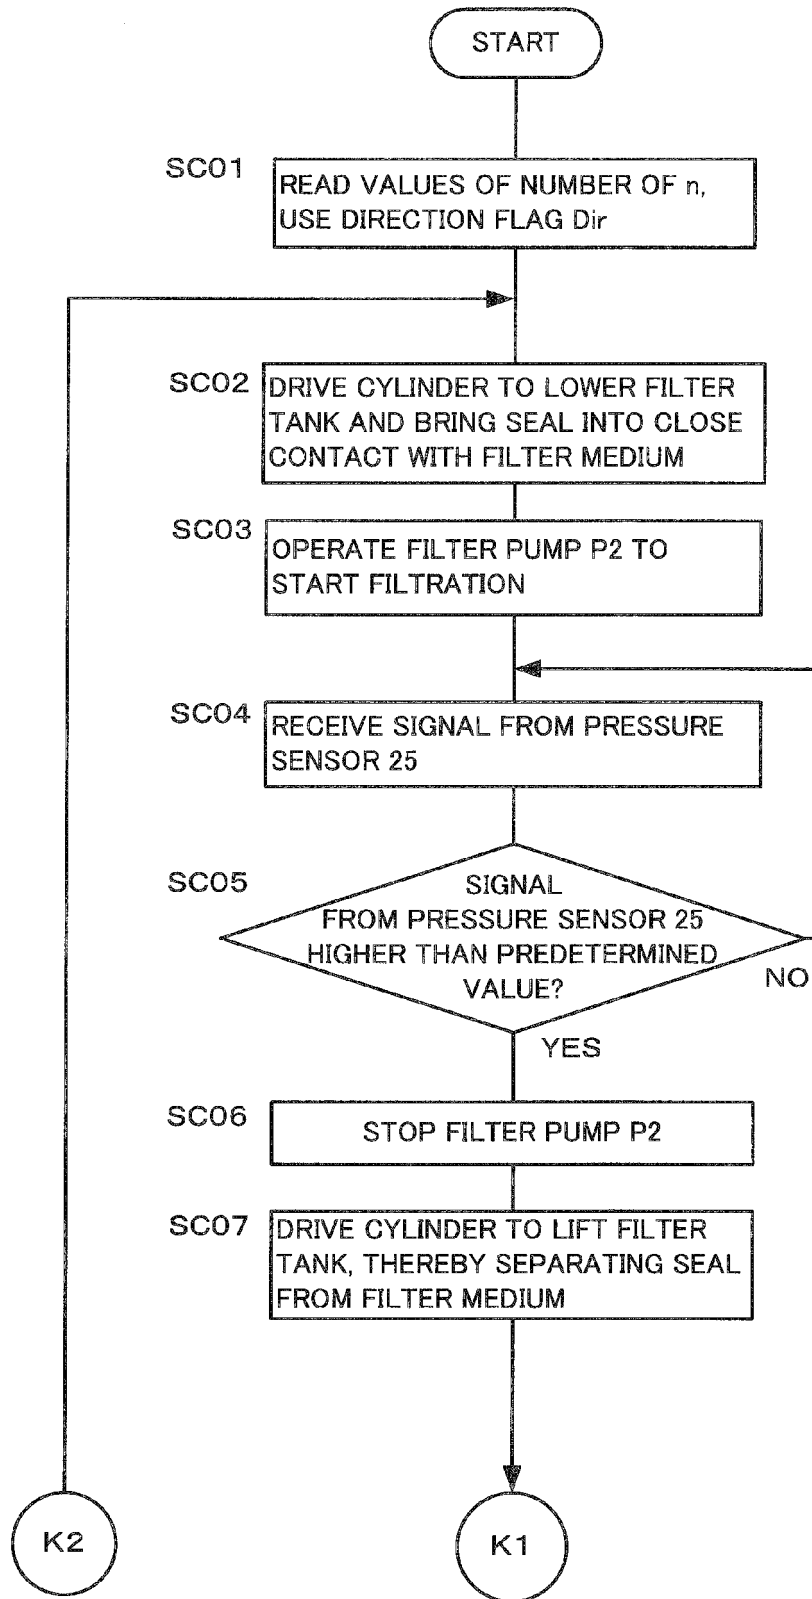 START
SC01
READ VALUES OF NUMBER OF n,
USE DIRECTION FLAG Dir
SC02
DRIVE CYLINDER TO LOWER FILTER
TANK AND BRING SEAL INTO CLOSE
CONTACT WITH FILTER MEDIUM
SC03
OPERATE FILTER PUMP P2 TO
START FILTRATION
SC04
RECEIVE SIGNAL FROM PRESSURE
SENSOR 25
SC05
SIGNAL
FROM PRESSURE SENSOR 25
HIGHER THAN PREDETERMINED
VALUE?
NO
YES
SC06
STOP FILTER PUMP P2
SC07
DRIVE CYLINDER TO LIFT FILTER
TANK, THEREBY SEPARATING SEAL
FROM FILTER MEDIUM
K2
K1